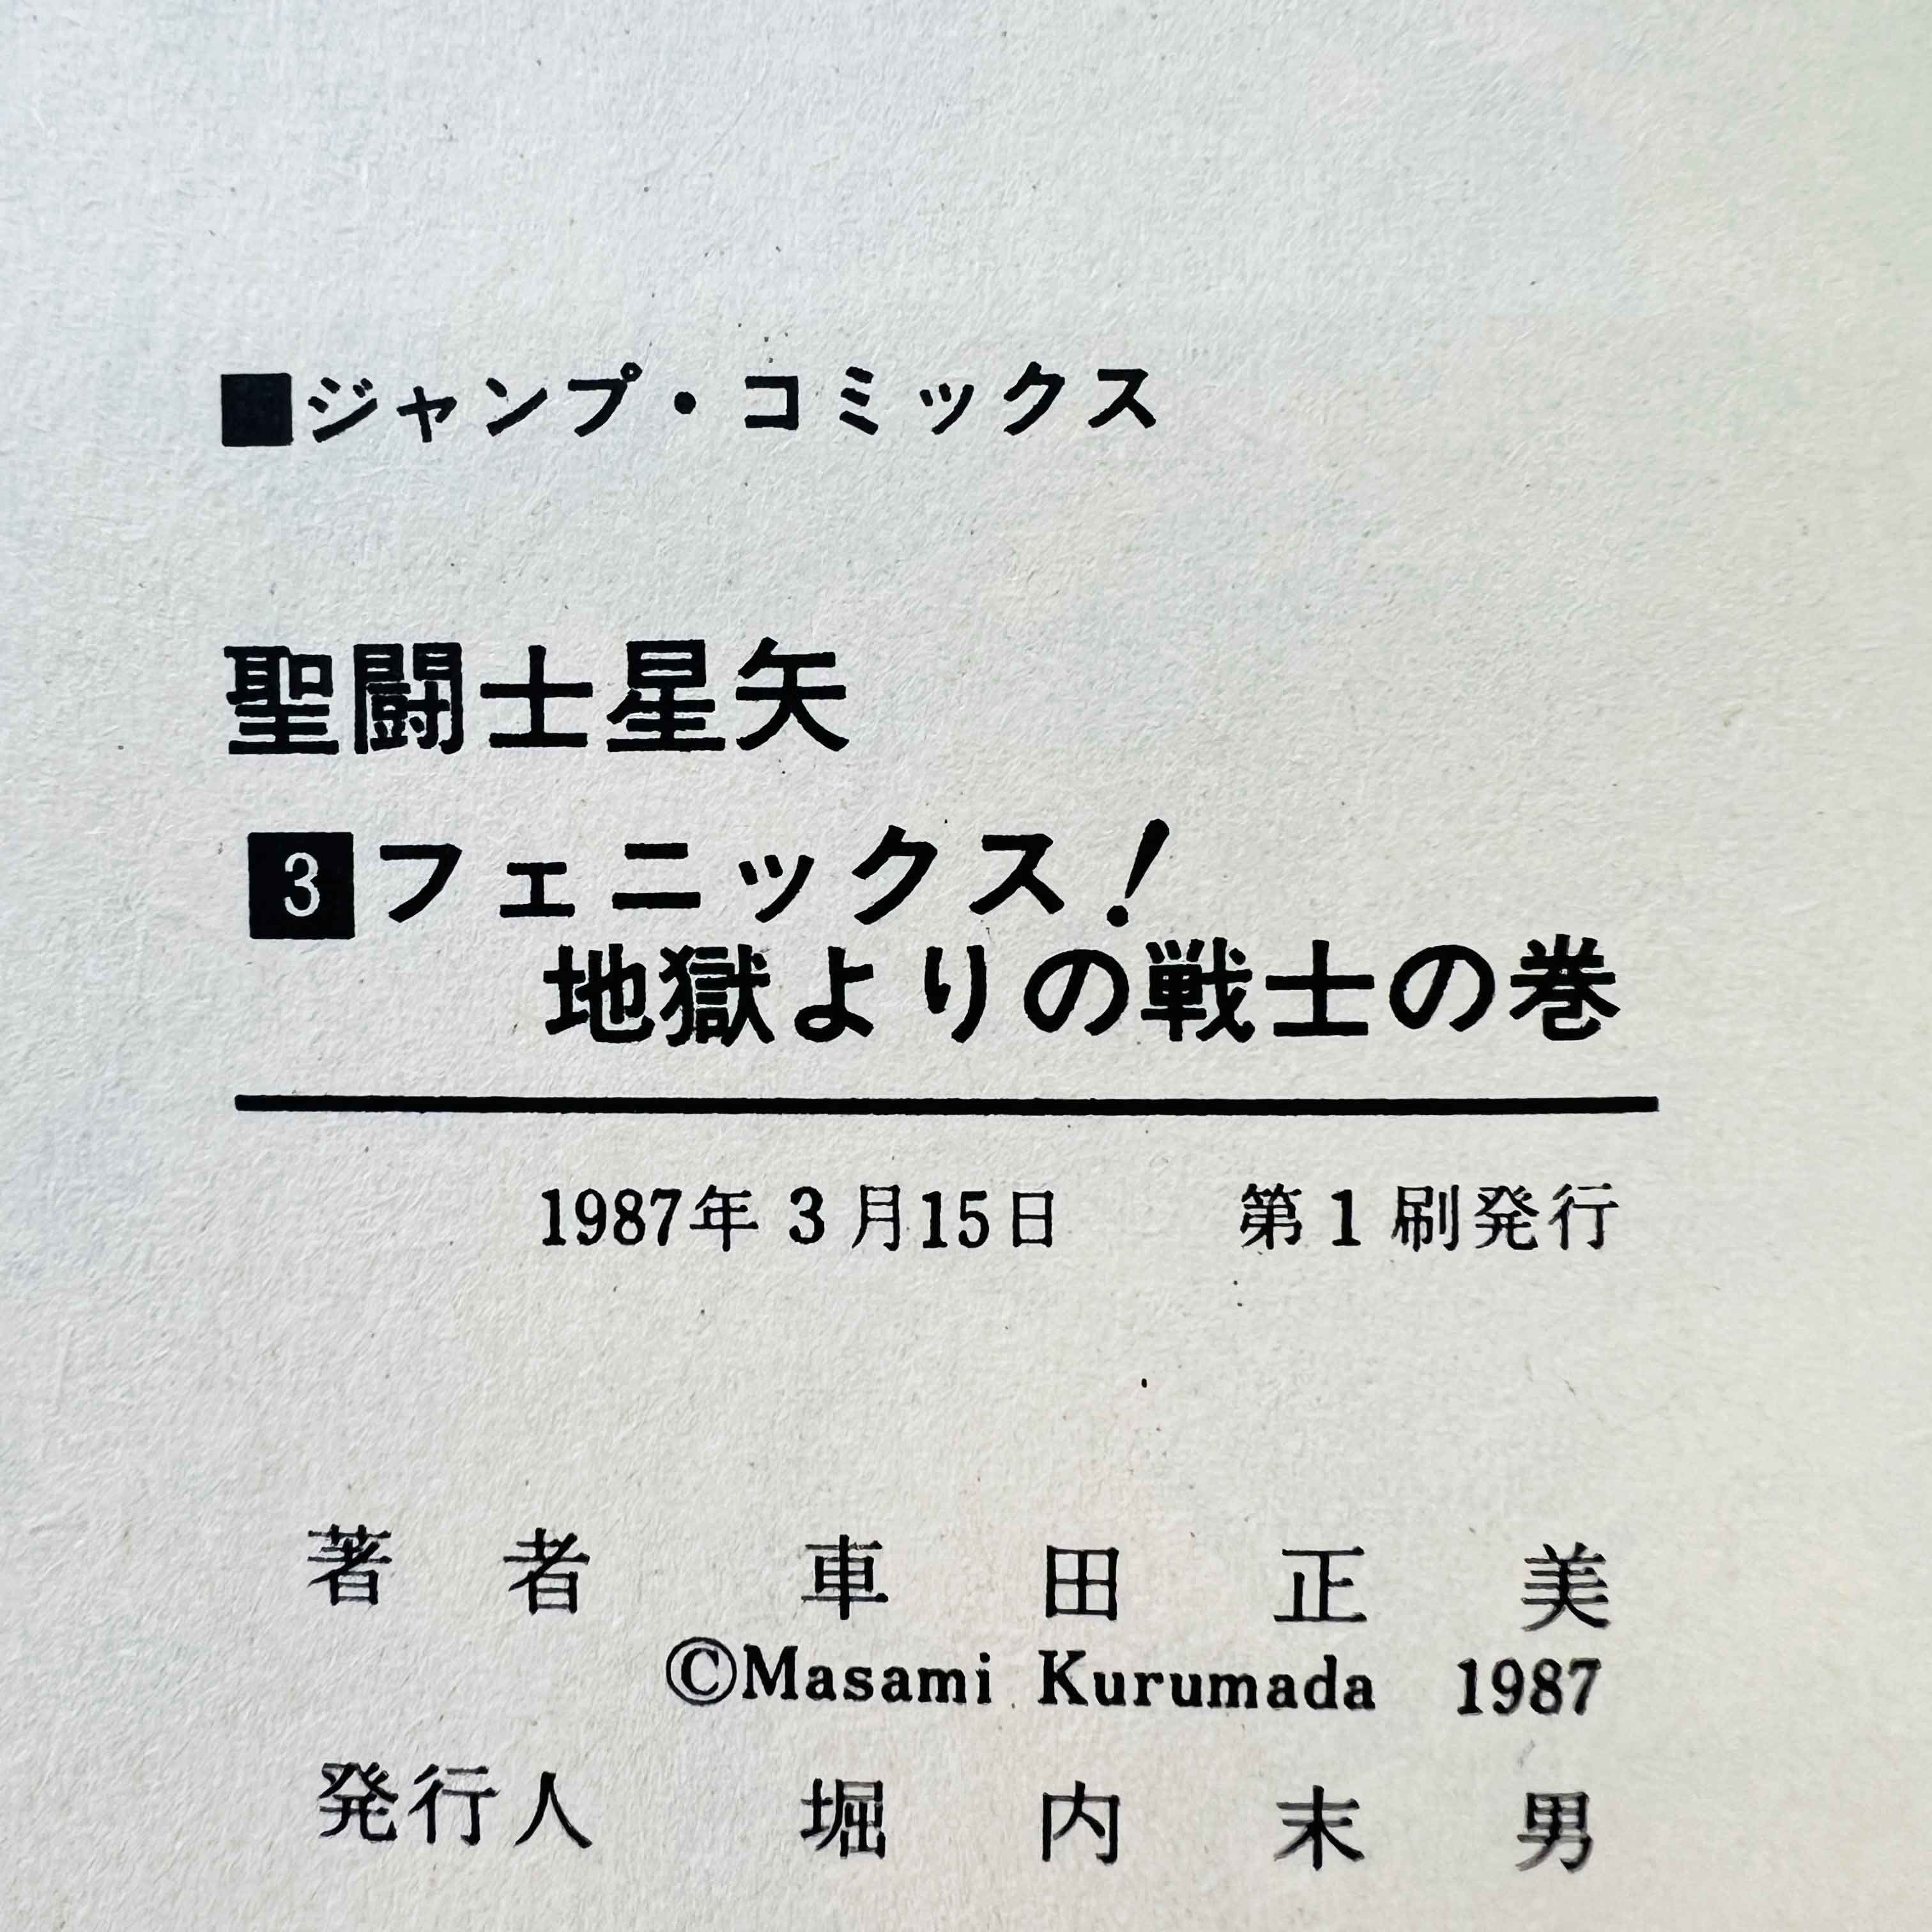 ■ジャンプ・コミックス
聖闘士星矢
3フェニックス!
地獄よりの戦士の巻
1987年3月15日 第1刷発行
著者 車田正美
©Masami Kurumada 1987
発行人 堀内末男